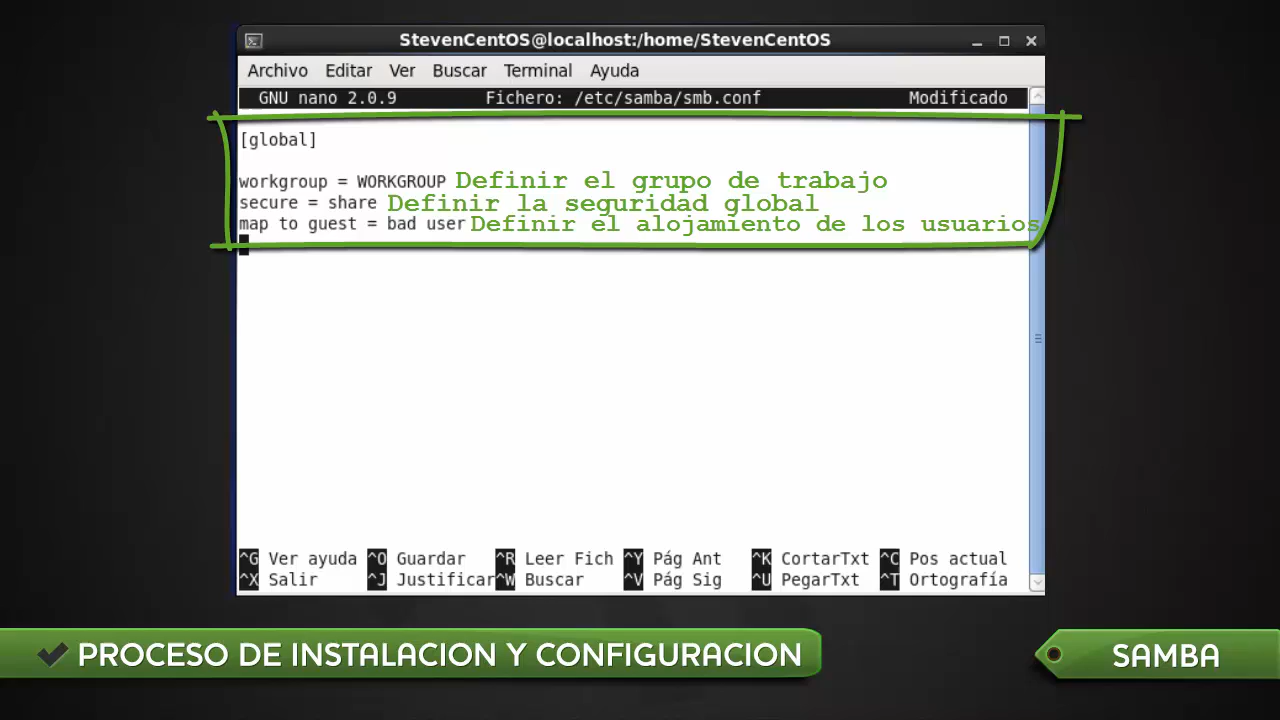 StevenCentOS@localhost:/home/StevenCentOS
Archivo Editar Ver Buscar Terminal Ayuda
GNU nano 2.0.9 Fichero: /etc/samba/smb.conf Modificado
[global]
workgroup = WORKGROUP Definir el grupo de trabajo
secure = share Definir la seguridad global
map to guest = bad user Definir el alojamiento de los usuarios
^G Ver ayuda ^O Guardar ^R Leer Fich ^Y Pág Ant ^K CortarTxt ^C Pos actual
^X Salir ^J Justificar ^W Buscar ^V Pág Sig ^U PegarTxt ^T Ortografía
PROCESO DE INSTALACION Y CONFIGURACION
SAMBA